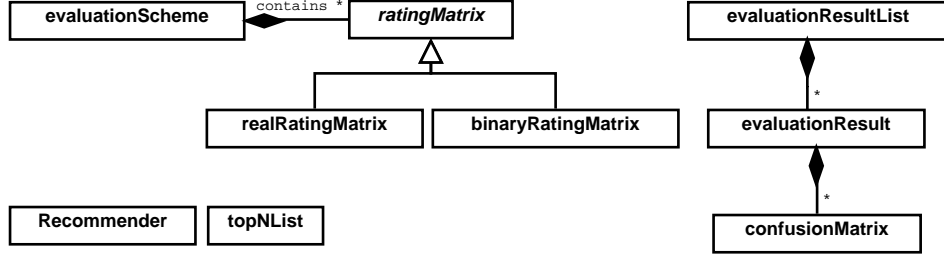 evaluationScheme
contains *
ratingMatrix
evaluationResultList
*
realRatingMatrix
binaryRatingMatrix
evaluationResult
*
Recommender
topNList
confusionMatrix